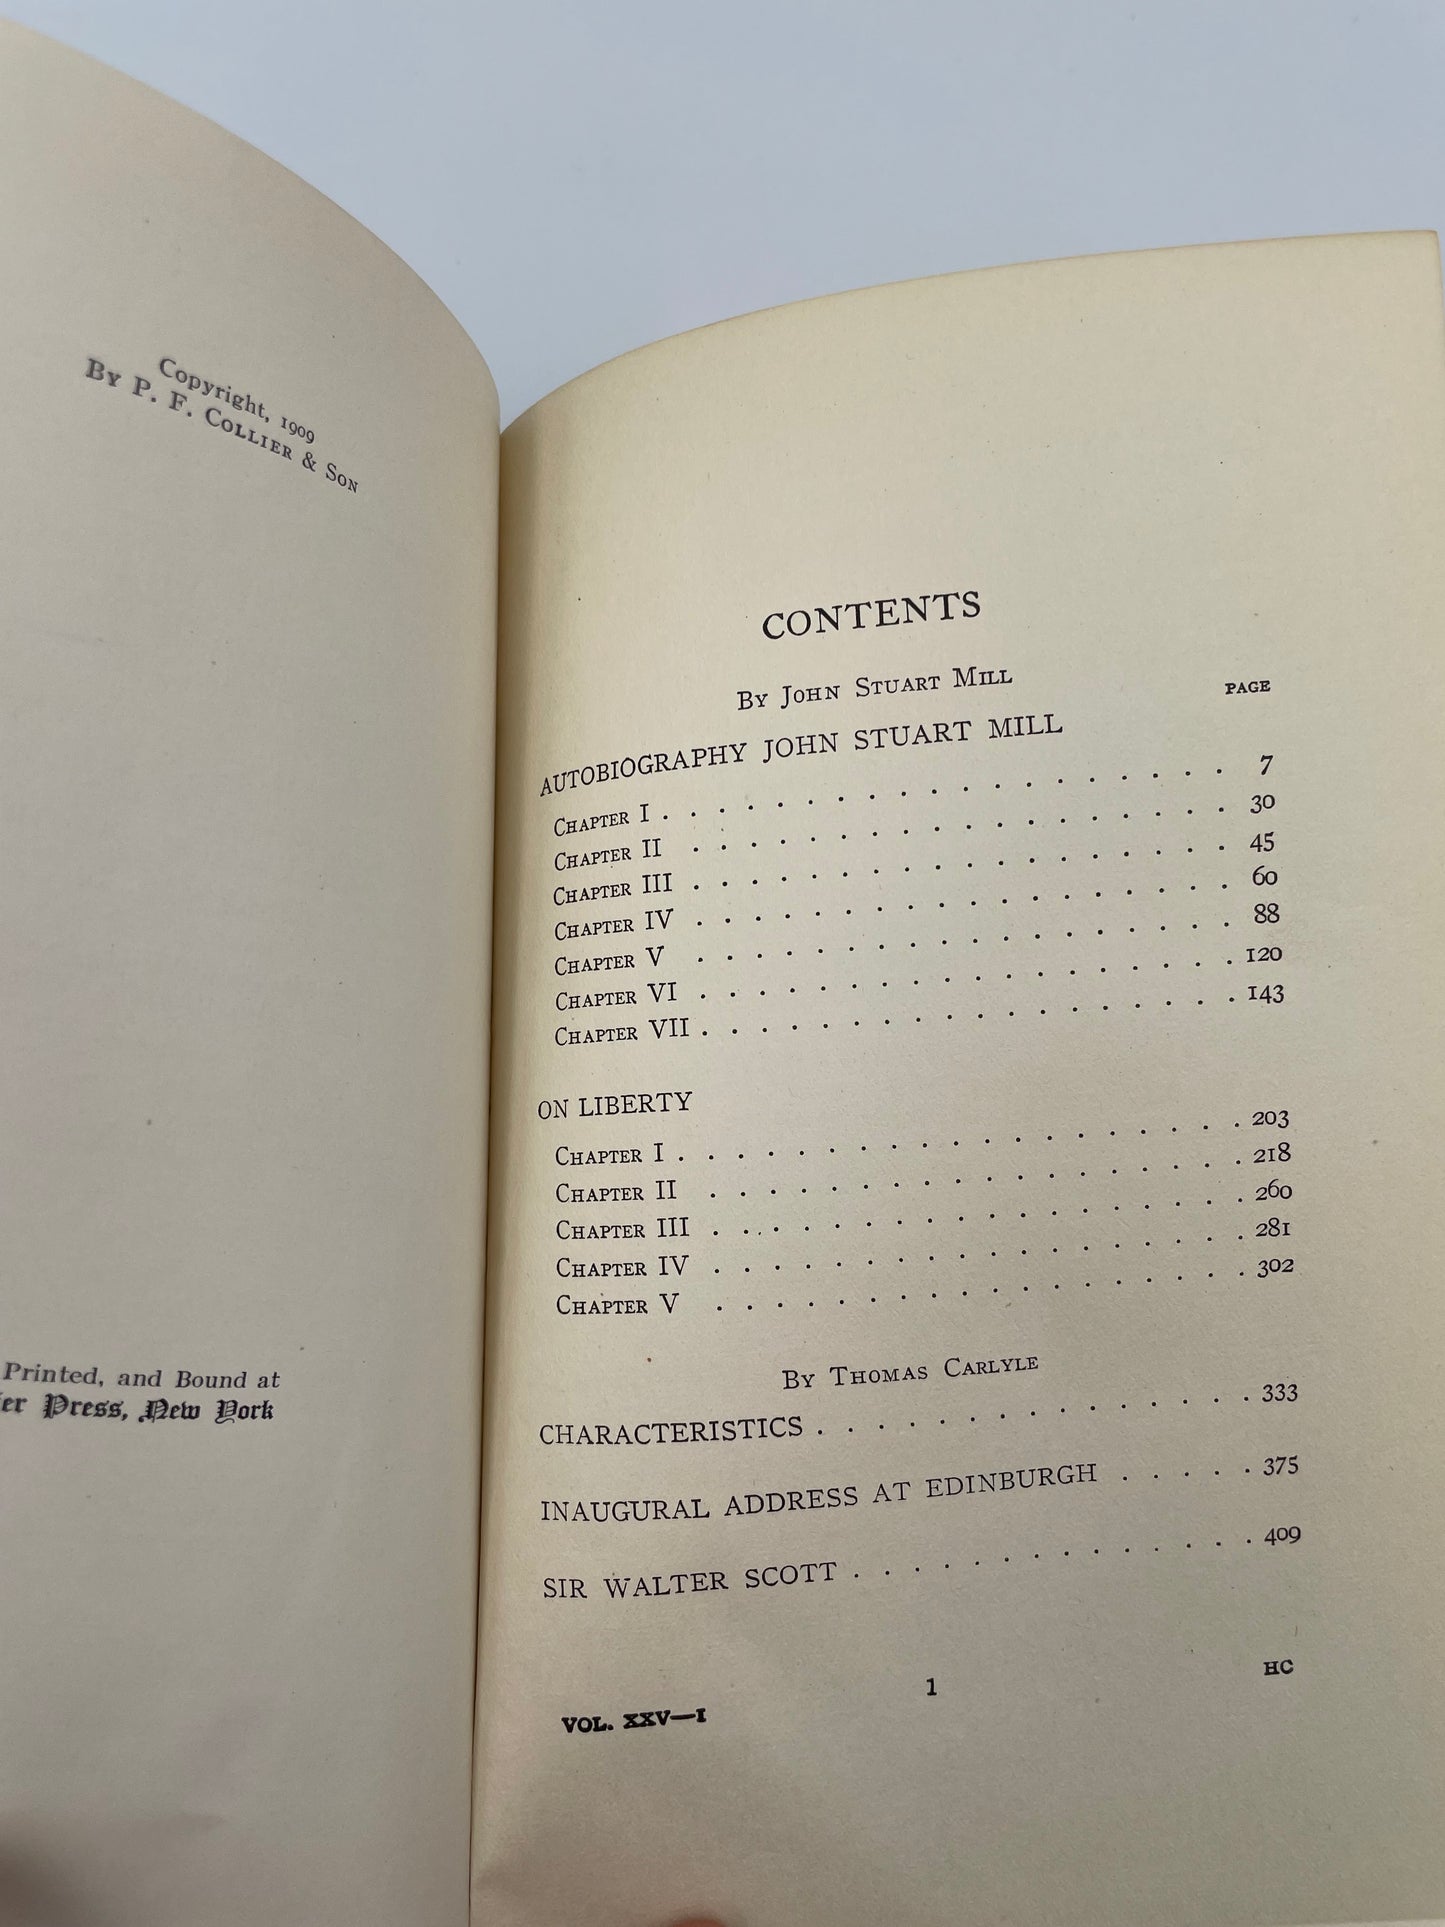 Copyright, 1909
By P. F. Collier & Son
Printed, and Bound at
Press, New York
CONTENTS
By John Stuart Mill
PAGE
AUTOBIOGRAPHY JOHN STUART MILL
Chapter I . . . . . . . . . . . . . . . . . . . 7
Chapter II . . . . . . . . . . . . . . . . . . 30
Chapter III . . . . . . . . . . . . . . . . . . 45
Chapter IV . . . . . . . . . . . . . . . . . . 60
Chapter V . . . . . . . . . . . . . . . . . . 88
Chapter VI . . . . . . . . . . . . . . . . . . 120
Chapter VII . . . . . . . . . . . . . . . . . . 143
ON LIBERTY
Chapter I . . . . . . . . . . . . . . . . . . . 203
Chapter II . . . . . . . . . . . . . . . . . . 218
Chapter III . . . . . . . . . . . . . . . . . . 260
Chapter IV . . . . . . . . . . . . . . . . . . 281
Chapter V . . . . . . . . . . . . . . . . . . 302
By Thomas Carlyle
CHARACTERISTICS . . . . . . . . . . . . . . . 333
INAUGURAL ADDRESS AT EDINBURGH . . . . . 375
SIR WALTER SCOTT . . . . . . . . . . . . . . 409
1
HC
VOL. XXV—I